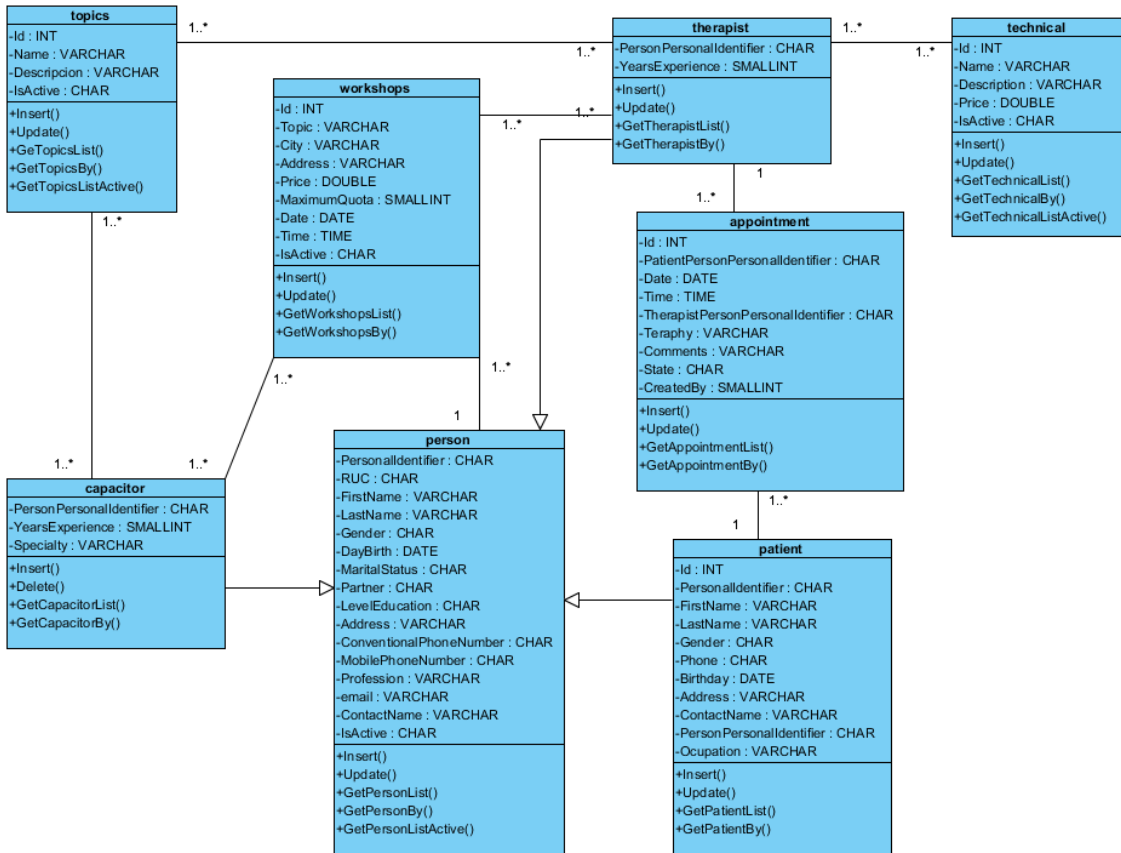 topics
-Id : INT
-Name : VARCHAR
-Descripcion : VARCHAR
-IsActive : CHAR
+Insert()
+Update()
+GeTopicsList()
+GetTopicsBy()
+GetTopicsListActive()
1..*
1..*
therapist
-PersonPersonalIdentifier : CHAR
-YearsExperience : SMALLINT
+Insert()
+Update()
+GetTherapistList()
+GetTherapistBy()
1..*
1..*
technical
-Id : INT
-Name : VARCHAR
-Description : VARCHAR
-Price : DOUBLE
-IsActive : CHAR
+Insert()
+Update()
+GetTechnicalList()
+GetTechnicalBy()
+GetTechnicalListActive()
workshops
-Id : INT
-Topic : VARCHAR
-City : VARCHAR
-Address : VARCHAR
-Price : DOUBLE
-MaximumQuota : SMALLINT
-Date : DATE
-Time : TIME
-IsActive : CHAR
+Insert()
+Update()
+GetWorkshopsList()
+GetWorkshopsBy()
1..*
1..*
1
1..*
appointment
-Id : INT
-PatientPersonPersonalIdentifier : CHAR
-Date : DATE
-Time : TIME
-TherapistPersonPersonalIdentifier : CHAR
-Teraphy : VARCHAR
-Comments : VARCHAR
-State : CHAR
-CreatedBy : SMALLINT
+Insert()
+Update()
+GetAppointmentList()
+GetAppointmentBy()
1..*
1..*
1..*
1
1..*
1..*
1..*
1
capacitor
-PersonPersonalIdentifier : CHAR
-YearsExperience : SMALLINT
-Specialty : VARCHAR
+Insert()
+Delete()
+GetCapacitorList()
+GetCapacitorBy()
person
-PersonalIdentifier : CHAR
-RUC : CHAR
-FirstName : VARCHAR
-LastName : VARCHAR
-Gender : CHAR
-DayBirth : DATE
-MaritalStatus : CHAR
-Partner : CHAR
-LevelEducation : CHAR
-Address : VARCHAR
-ConventionalPhoneNumber : CHAR
-MobilePhoneNumber : CHAR
-Profession : VARCHAR
-email : VARCHAR
-ContactName : VARCHAR
-IsActive : CHAR
+Insert()
+Update()
+GetPersonList()
+GetPersonBy()
+GetPersonListActive()
patient
-Id : INT
-PersonalIdentifier : CHAR
-FirstName : VARCHAR
-LastName : VARCHAR
-Gender : CHAR
-Phone : CHAR
-Birthday : DATE
-Address : VARCHAR
-ContactName : VARCHAR
-PersonPersonalIdentifier : CHAR
-Ocupation : VARCHAR
+Insert()
+Update()
+GetPatientList()
+GetPatientBy()